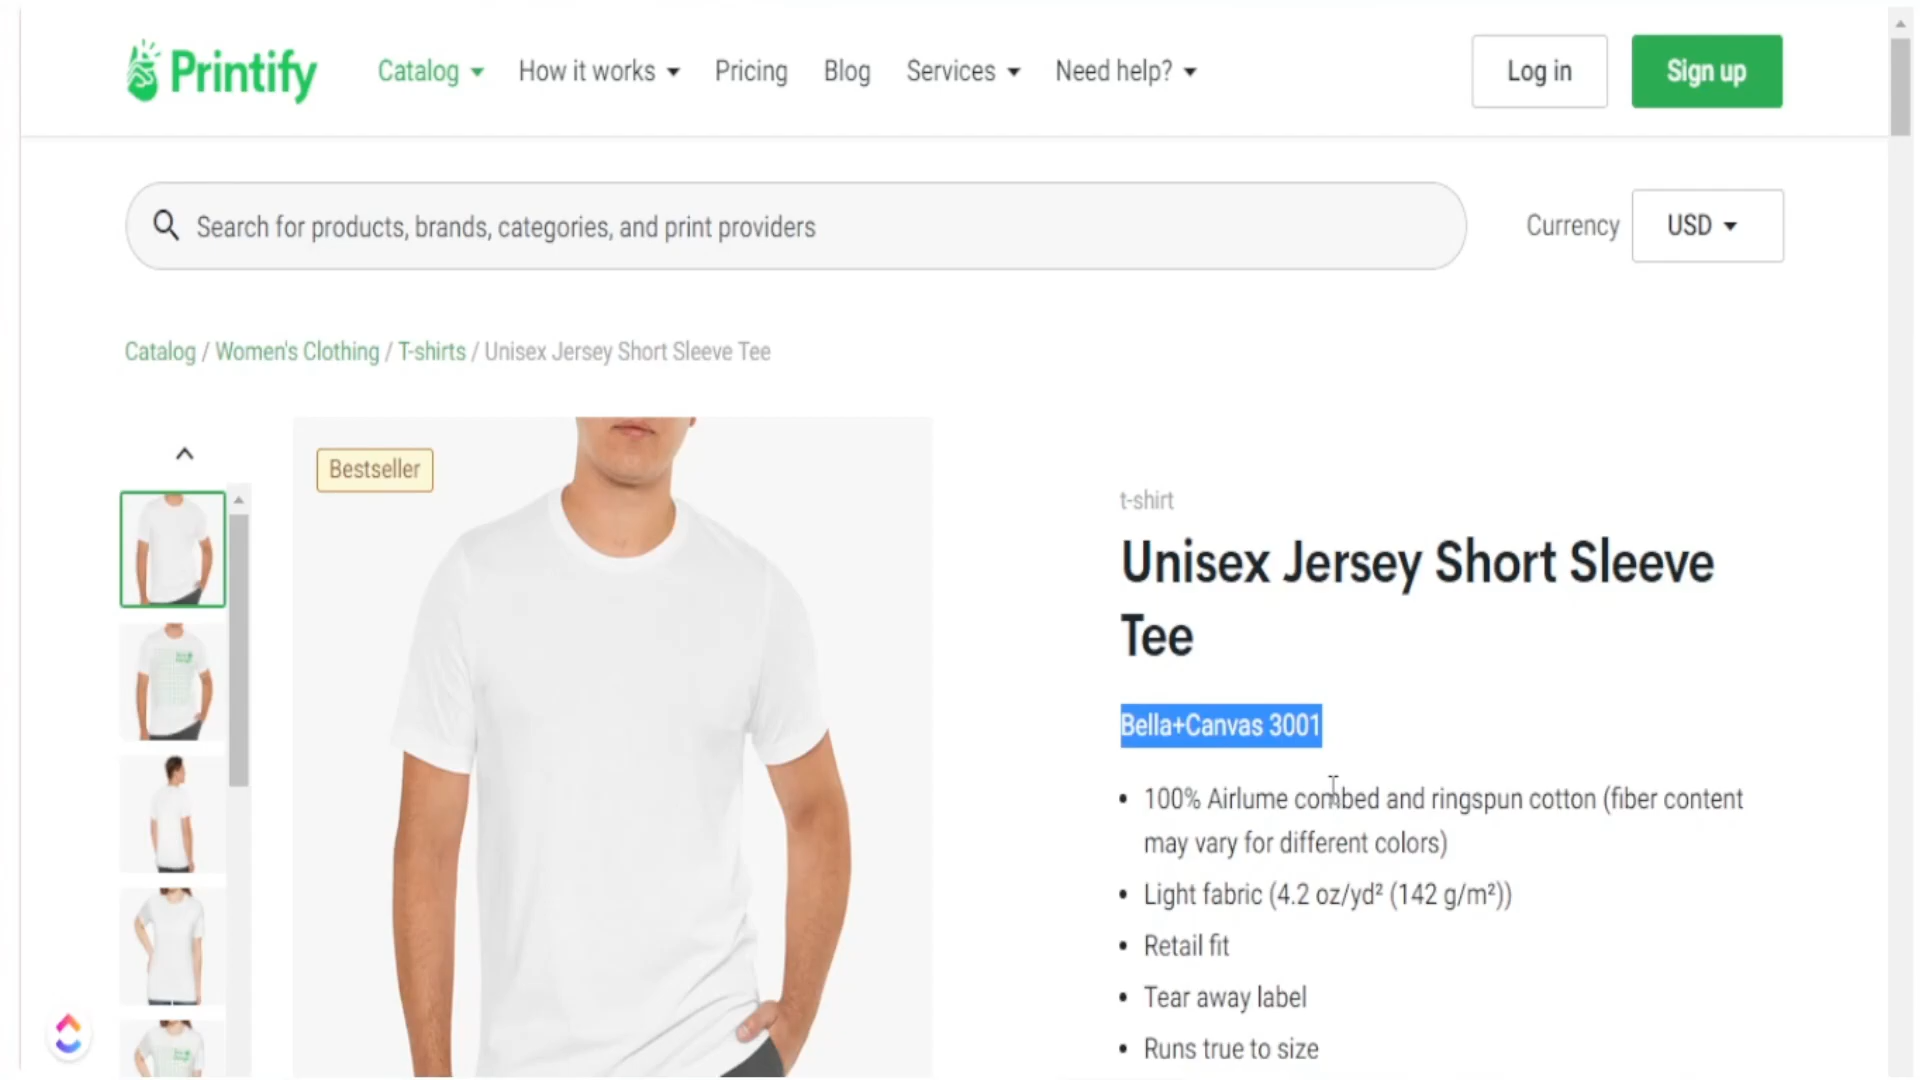 Printify
Catalog
How it works
Pricing
Blog
Services
Need help?
Log in
Sign up
Search for products, brands, categories, and print providers
Currency
USD
Catalog / Women's Clothing / T-shirts / Unisex Jersey Short Sleeve Tee
Bestseller
t-shirt
Unisex Jersey Short Sleeve
Tee
Bella+Canvas 3001
• 100% Airlume combed and ringspun cotton (fiber content
may vary for different colors)
• Light fabric (4.2 oz/yd² (142 g/m²))
• Retail fit
• Tear away label
• Runs true to size